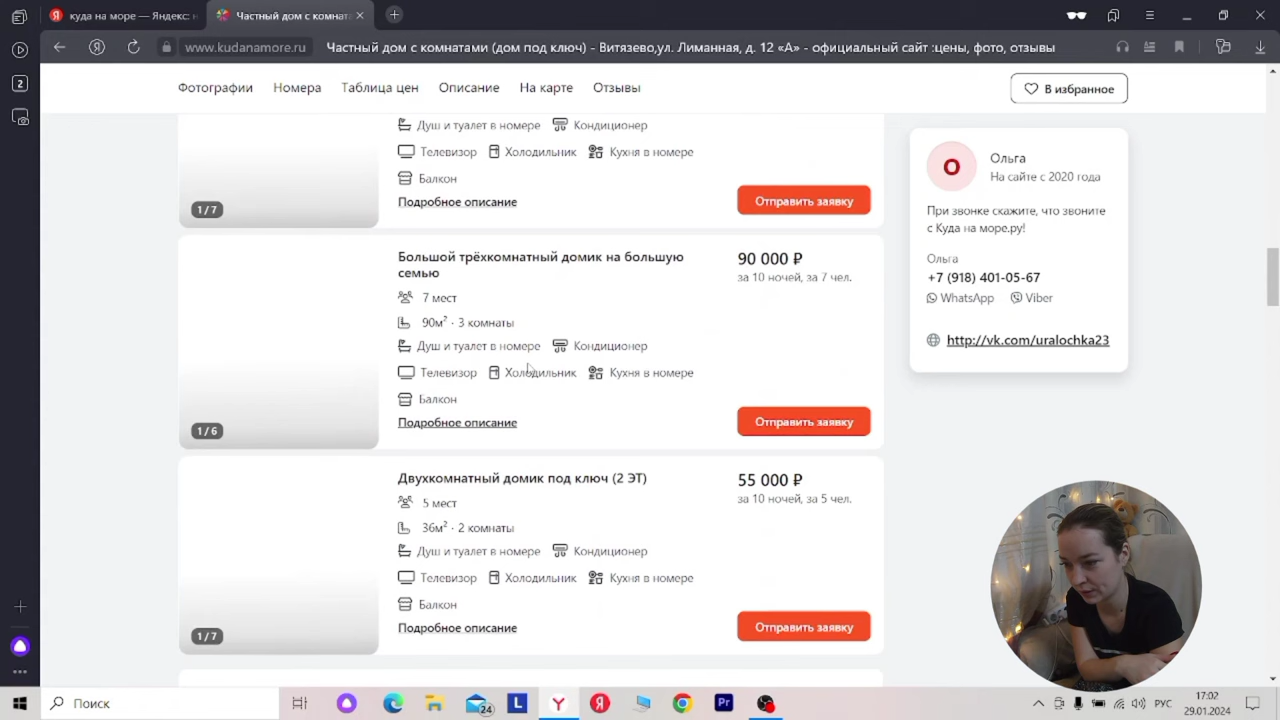 куда на море — Яндекс: н
Частный дом с комнат
www.kudanamore.ru
Частный дом с комнатами (дом под ключ) - Витязево,ул. Лиманная, д. 12 «А» - официальный сайт :цены, фото, отзывы
2
Фотографии
Номера
Таблица цен
Описание
На карте
Отзывы
В избранное
Душ и туалет в номере
Кондиционер
Телевизор
Холодильник
Кухня в номере
Балкон
Подробное описание
1 / 7
Отправить заявку
Большой трёхкомнатный домик на большую
семью
7 мест
90м² · 3 комнаты
Душ и туалет в номере
Кондиционер
Телевизор
Холодильник
Кухня в номере
Балкон
Подробное описание
1 / 6
90 000 ₽
за 10 ночей, за 7 чел.
Отправить заявку
Двухкомнатный домик под ключ (2 ЭТ)
5 мест
36м² · 2 комнаты
Душ и туалет в номере
Кондиционер
Телевизор
Холодильник
Кухня в номере
Балкон
Подробное описание
1 / 7
55 000 ₽
за 10 ночей, за 5 чел.
Отправить заявку
О
Ольга
На сайте с 2020 года
При звонке скажите, что звоните
с Куда на море.ру!
Ольга
+7 (918) 401-05-67
WhatsApp
Viber
http://vk.com/uralochka23
Поиск
24
L
Y
Я
Pr
РУС
17:02
29.01.2024